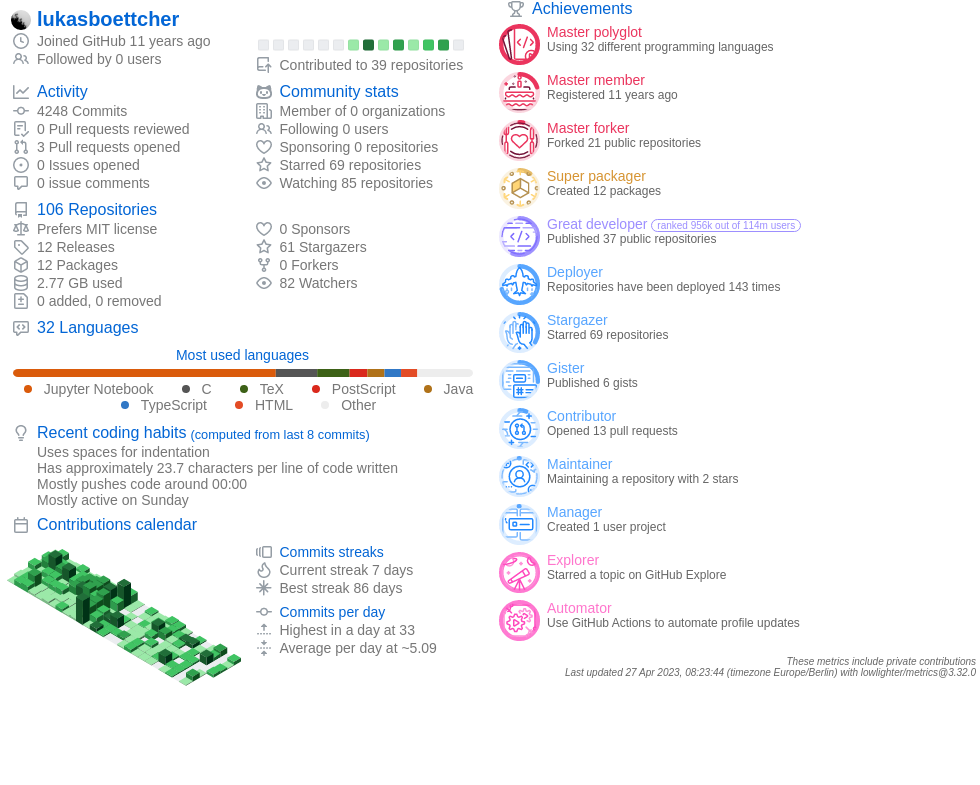 lukasboettcher
Joined GitHub 11 years ago
Followed by 0 users
Contributed to 39 repositories
Activity
4248 Commits
0 Pull requests reviewed
3 Pull requests opened
0 Issues opened
0 issue comments
Community stats
Member of 0 organizations
Following 0 users
Sponsoring 0 repositories
Starred 69 repositories
Watching 85 repositories
106 Repositories
Prefers MIT license
12 Releases
12 Packages
2.77 GB used
0 added, 0 removed
0 Sponsors
61 Stargazers
0 Forkers
82 Watchers
32 Languages
Most used languages
Jupyter Notebook C TeX PostScript Java
TypeScript HTML Other
Recent coding habits (computed from last 8 commits)
Uses spaces for indentation
Has approximately 23.7 characters per line of code written
Mostly pushes code around 00:00
Mostly active on Sunday
Contributions calendar
Commits streaks
Current streak 7 days
Best streak 86 days
Commits per day
Highest in a day at 33
Average per day at ~5.09
Achievements
Master polyglot
Using 32 different programming languages
Master member
Registered 11 years ago
Master forker
Forked 21 public repositories
Super packager
Created 12 packages
Great developer ranked 956k out of 114m users
Published 37 public repositories
Deployer
Repositories have been deployed 143 times
Stargazer
Starred 69 repositories
Gister
Published 6 gists
Contributor
Opened 13 pull requests
Maintainer
Maintaining a repository with 2 stars
Manager
Created 1 user project
Explorer
Starred a topic on GitHub Explore
Automator
Use GitHub Actions to automate profile updates
These metrics include private contributions
Last updated 27 Apr 2023, 08:23:44 (timezone Europe/Berlin) with lowlighter/metrics@3.32.0